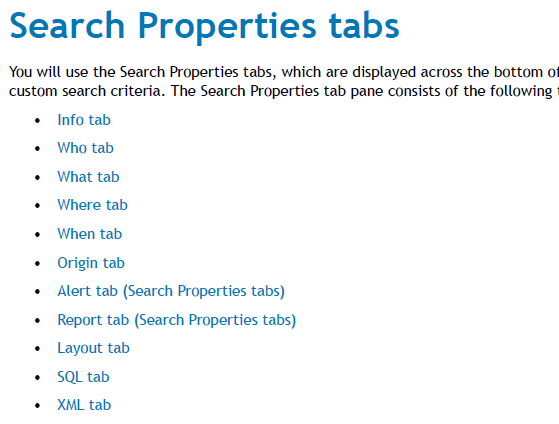 Search Properties tabs
You will use the Search Properties tabs, which are displayed across the bottom of
custom search criteria. The Search Properties tab pane consists of the following
• Info tab
• Who tab
• What tab
• Where tab
• When tab
• Origin tab
• Alert tab (Search Properties tabs)
• Report tab (Search Properties tabs)
• Layout tab
• SQL tab
• XML tab